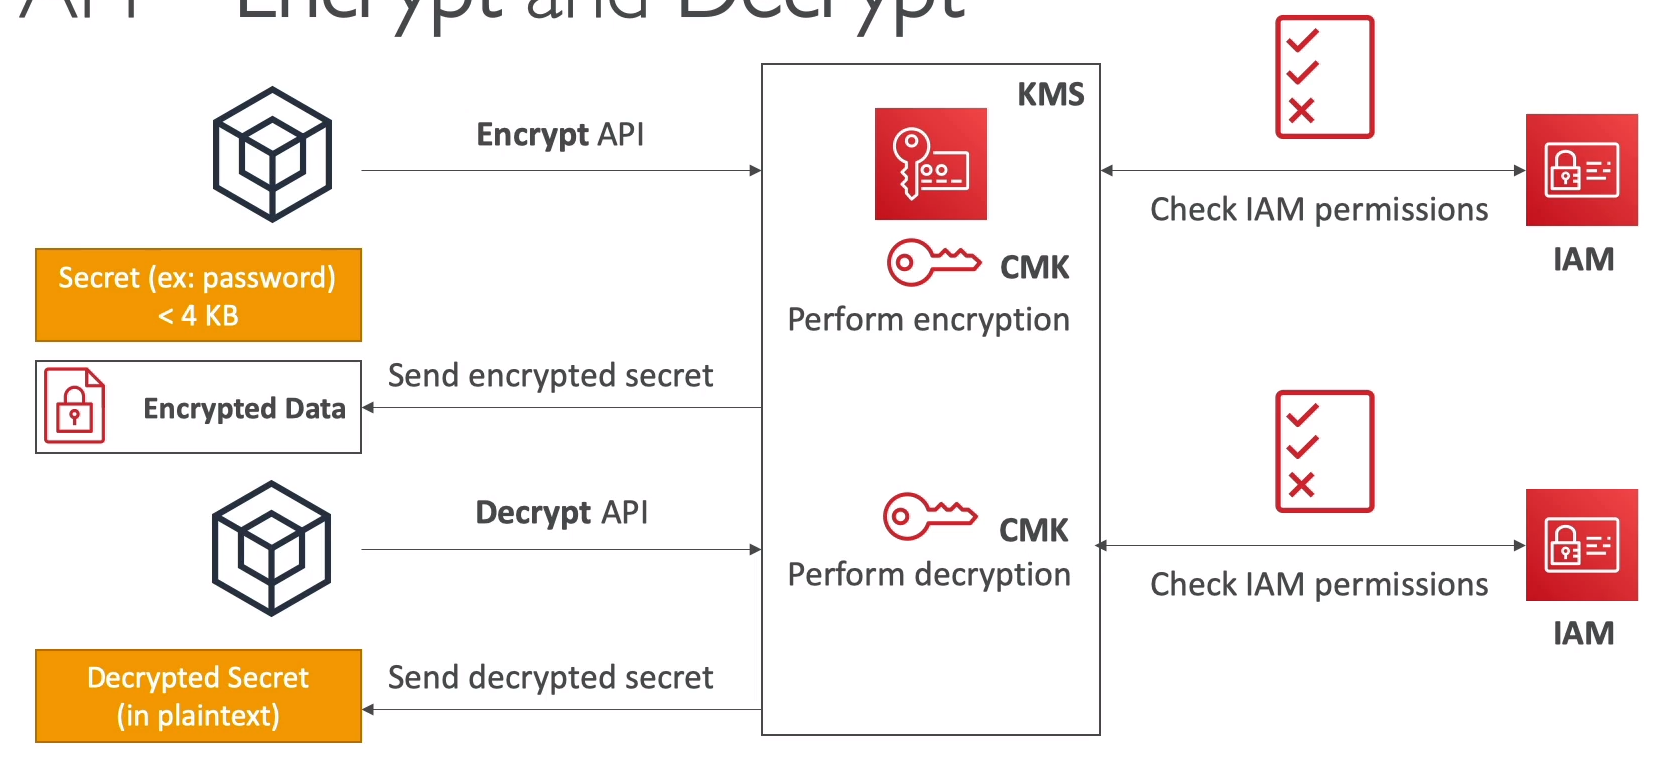 API – Encrypt and Decrypt
KMS
Encrypt API
Check IAM permissions
IAM
CMK
Perform encryption
Secret (ex: password)
< 4 KB
Send encrypted secret
Encrypted Data
Decrypt API
CMK
Perform decryption
Check IAM permissions
IAM
Decrypted Secret
(in plaintext)
Send decrypted secret